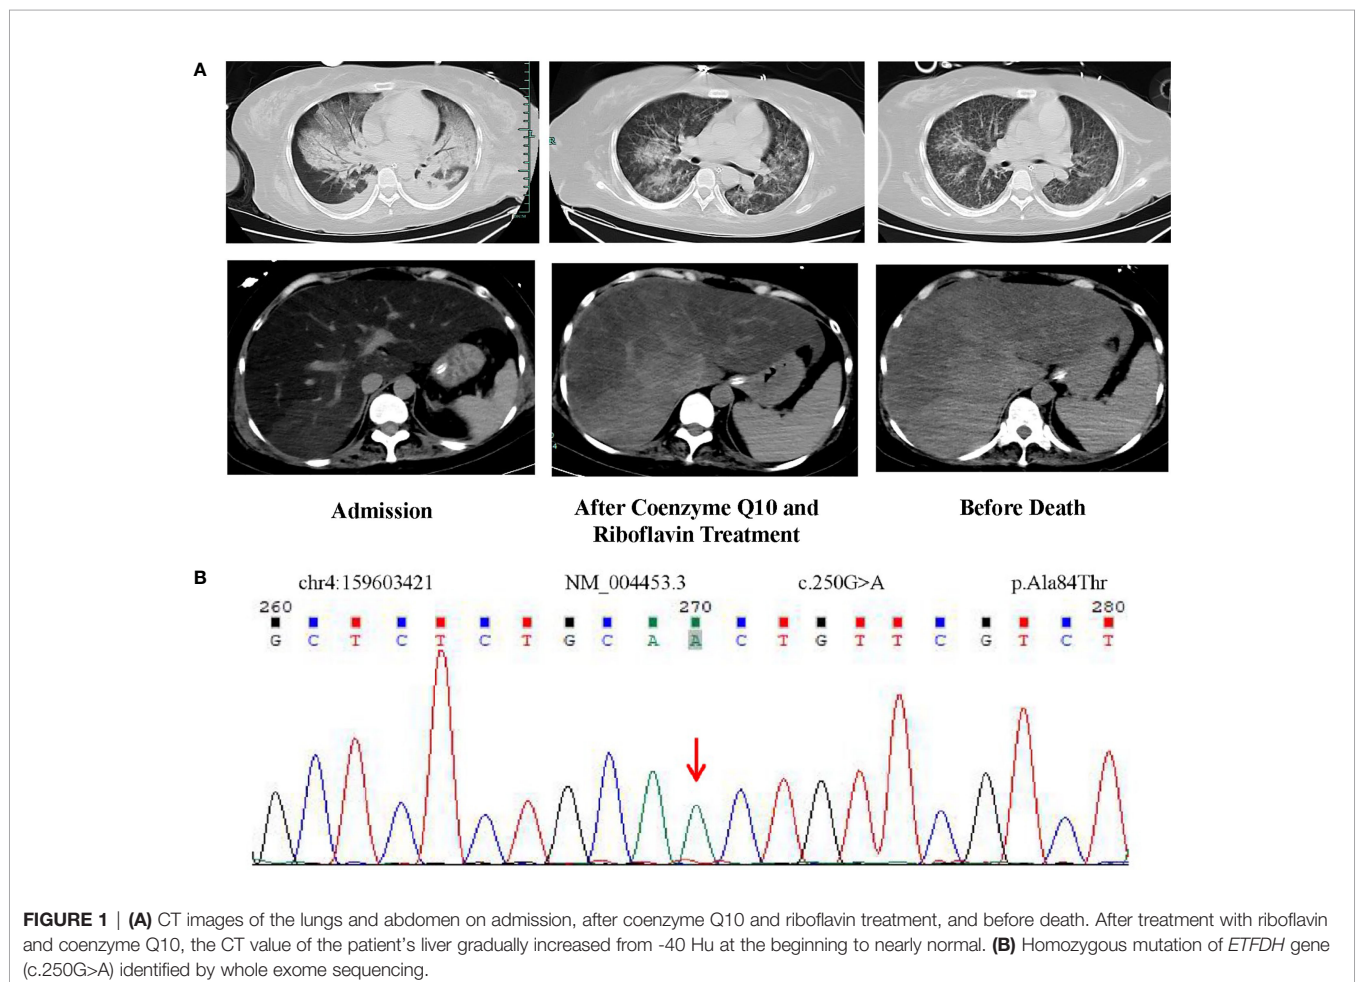 A
Admission
After Coenzyme Q10 and
Riboflavin Treatment
Before Death
B
chr4:159603421 NM_004453.3 c.250G>A p.Ala84Thr
260 270 280
G C T C T C T G C A A C T G T T C G T C T
FIGURE 1 | (A) CT images of the lungs and abdomen on admission, after coenzyme Q10 and riboflavin treatment, and before death. After treatment with riboflavin
and coenzyme Q10, the CT value of the patient's liver gradually increased from -40 Hu at the beginning to nearly normal. (B) Homozygous mutation of ETFDH gene
(c.250G>A) identified by whole exome sequencing.